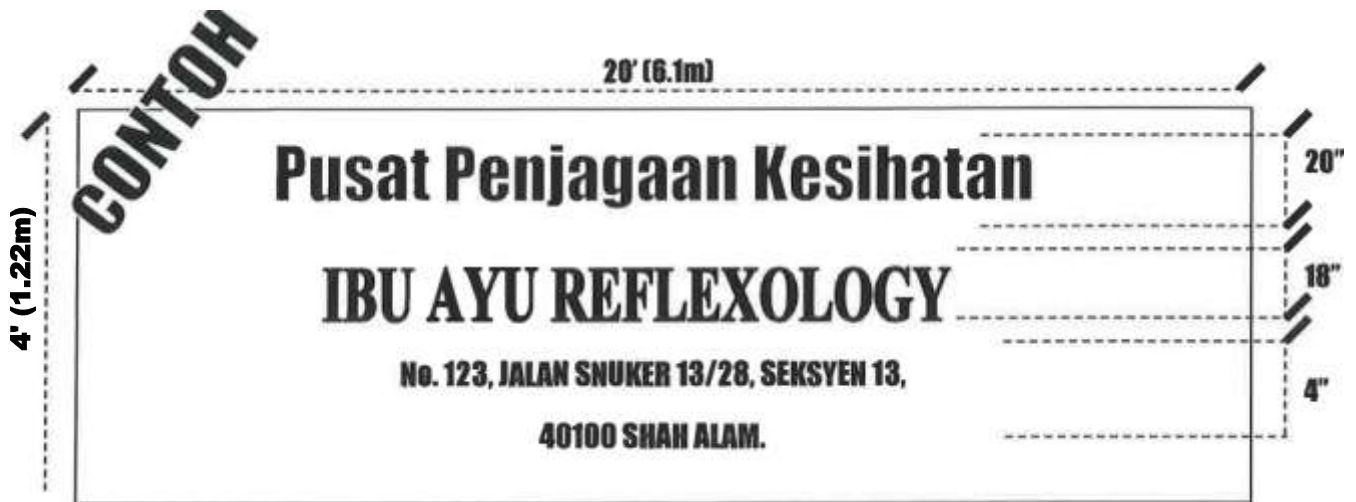 CONTOH
20' (6.1m)
4' (1.22m)
Pusat Penjagaan Kesihatan
20”
IBU AYU REFLEXOLOGY
18”
No. 123, JALAN SNUKER 13/28, SEKSYEN 13,
4”
40100 SHAH ALAM.